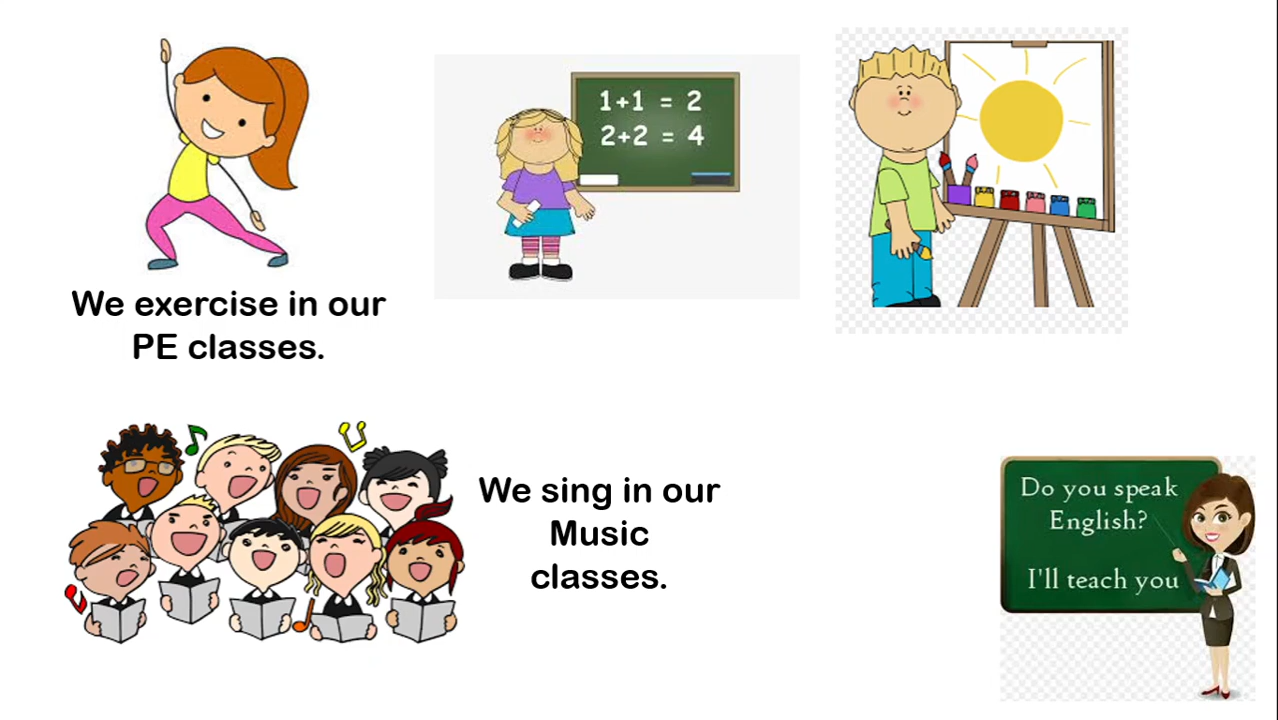 1+1 = 2
2+2 = 4
We exercise in our
PE classes.
We sing in our
Music
classes.
Do you speak
English?
I'll teach you